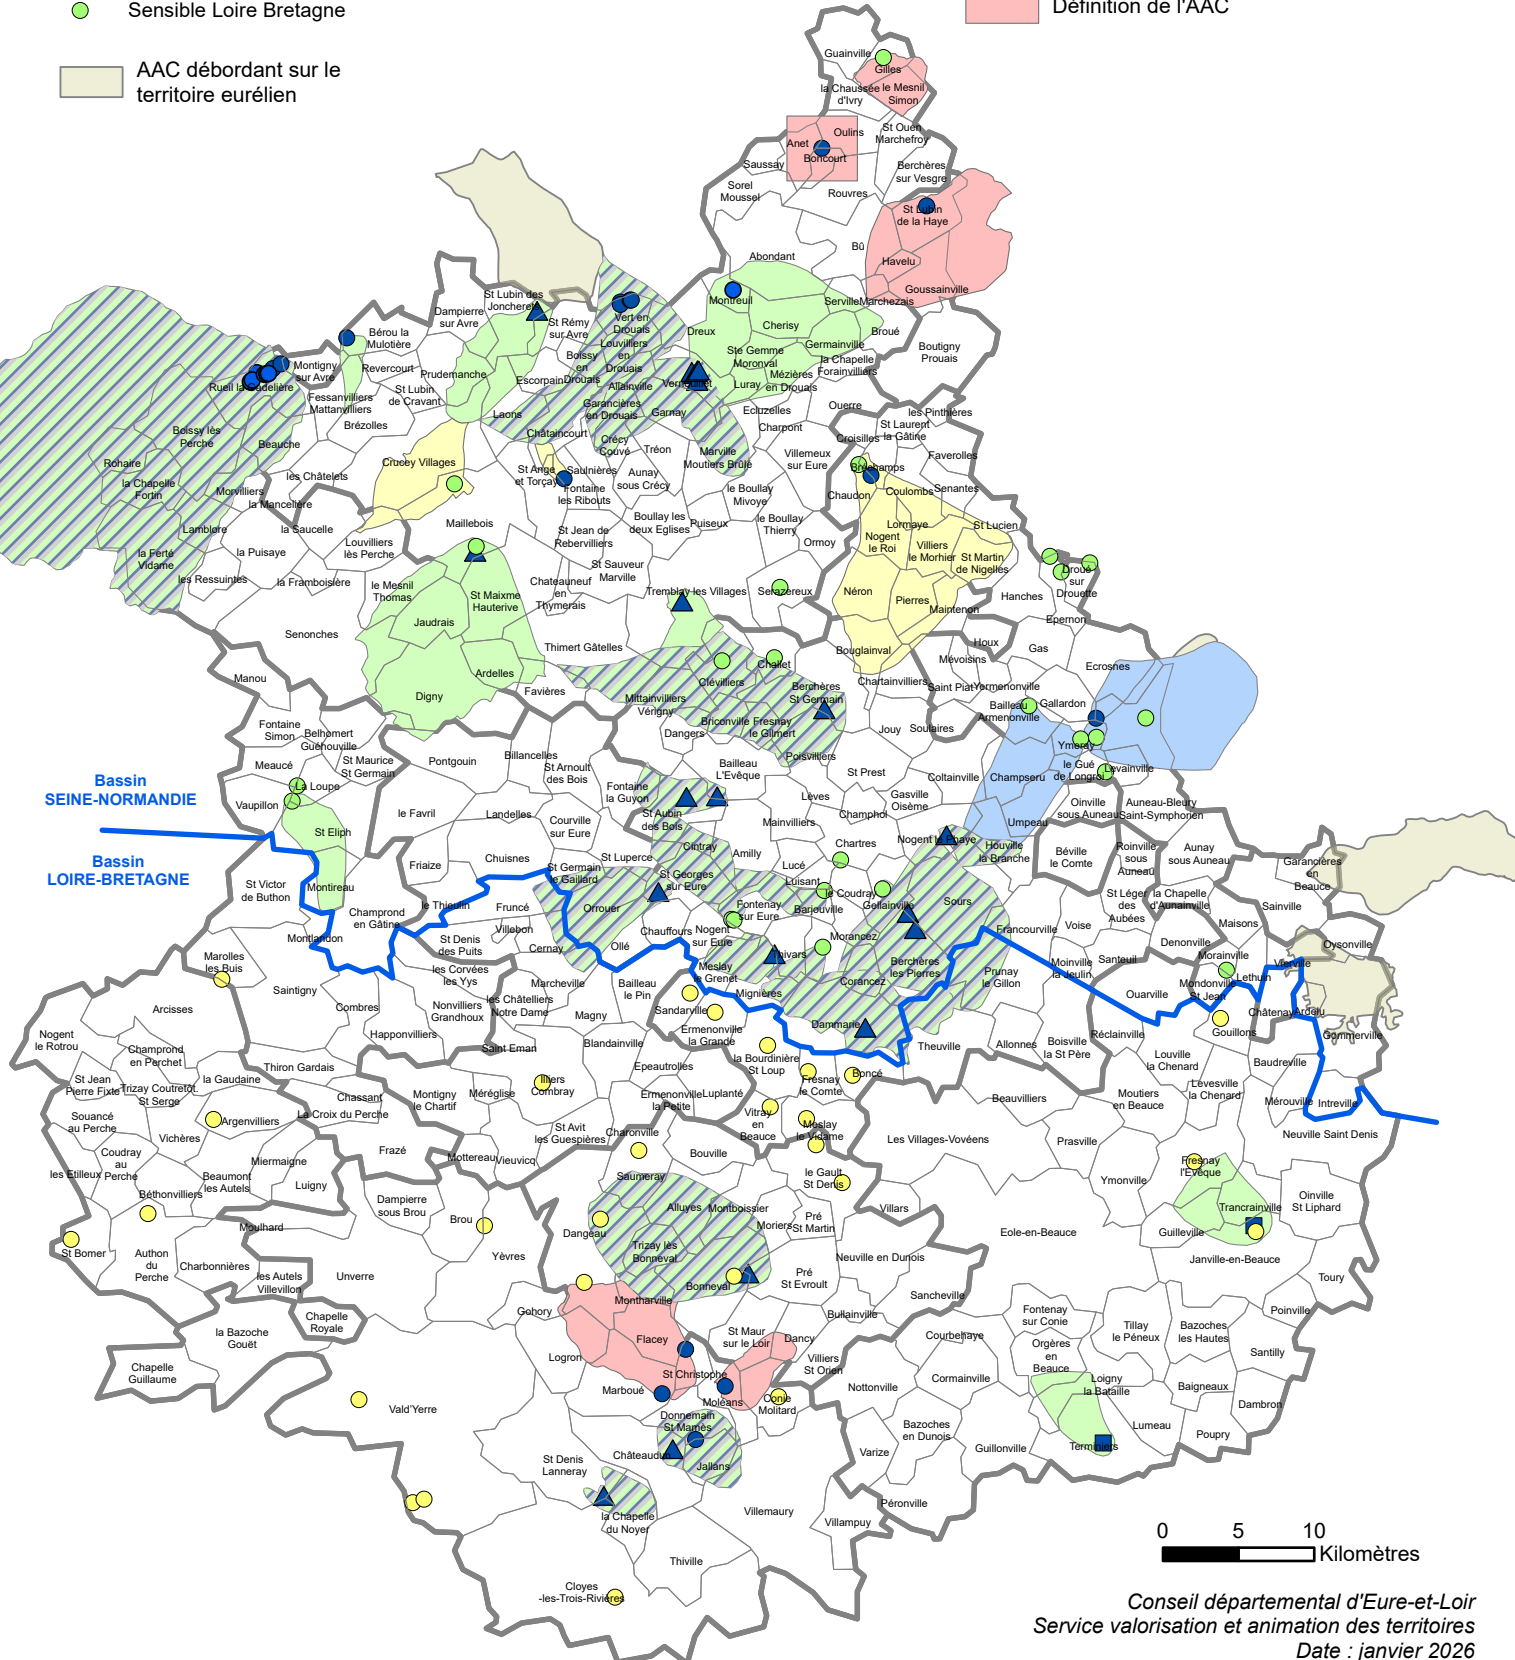 Sensible Loire Bretagne
Définition de l'AAC
AAC débordant sur le
territoire eurélien
Guainville
Gilles
la Chaussée
d'Ivry
le Mesnil
Simon
Anet
Oulins
Boncourt
St Ouen
Marchefroy
Saussay
Berchères
sur Vesgre
Sorel
Moussel
Rouvres
St Lubin
de la Haye
Bû
Havelu
Abondant
Goussainville
St Lubin des
Joncherets
Dampierre
sur Avre
St Rémy
sur Avre
Vert en
Drouais
Montreuil
Serville
Marchezais
Bérou la
Mulotière
Dreux
Cherisy
Broué
Louvilliers
en
Drouais
Germainville
Boutigny
Prouais
Boissy
en
Drouais
Ste Gemme
Moronval
la Chapelle
Forainvilliers
Montigny
sur Avre
Revercourt
Prudemanche
Escorpain
Allainville
Vernouillet
Luray
Mézières
en Drouais
Rueil la Gadelière
Fessanvilliers
Mattanvilliers
St Lubin
de Cravant
Laons
Garancières
en Drouais
Garnay
Ecluzelles
Ouerre
les Pinthières
Brézolles
Châtaincourt
Charpont
St Laurent
la Gâtine
Boissy lès
Perche
Beauche
Crécy
Couvé
Tréon
Marville
Moutiers Brûlé
Croisilles
Villemeux
sur Eure
Faverolles
Rohaire
Crucey Villages
St Ange
et Torçay
Saulnières
Aunay
sous Crécy
Bréchamps
la Chapelle
Fortin
Morvilliers
les Châtelets
Fontaine
les Ribouts
le Boullay
Mivoye
Chaudon
Coulombs
Senantes
la Mancelière
Maillebois
Boullay les
deux Eglises
Puiseux
le Boullay
Thierry
Lormaye
Nogent
le Roi
St Lucien
Lamblore
la Saucelle
Louvilliers
lès Perche
St Jean de
Rebervilliers
Ormoy
Villiers
le Morhier
St Martin
de Nigelles
la Ferté
Vidame
la Puisaye
St Sauveur
Marville
Droué
sur
Drouette
les Ressuintes
la Framboisière
le Mesnil
Thomas
St Maixme
Hauterive
Chateauneuf
en
Thymerais
Tremblay les Villages
Serazereux
Néron
Pierres
Maintenon
Hanches
Epernon
Senonches
Jaudrais
Thimert Gâtelles
Bouglainval
Houx
Gas
Mévoisins
Ecrosnes
Manou
Ardelles
Digny
Favières
Mittainvilliers
Vérigny
Clévilliers
Challet
Berchères
St Germain
Chartainvilliers
Saint Piat
Yermenonville
Fontaine
Simon
Belhomert
Guéhouville
Dangers
Briconville
Fresnay
le Gilmert
Jouy
Soulaires
Bailleau
Armenonville
Gallardon
Ymeray
Meaucé
St Maurice
St Germain
Pontgouin
Billancelles
St Arnoult
des Bois
Bailleau
L'Evêque
Poisvilliers
St Prest
Coltainville
Champseru
le Gué
de Longroi
Levainville
Bassin
SEINE-NORMANDIE
La Loupe
Vaupillon
Fontaine
la Guyon
Lèves
Gasville
Oisème
Oinville
sous Auneau
Auneau-Bleury
Saint-Symphorien
le Favril
Landelles
Courville
sur Eure
St Aubin
des Bois
Mainvilliers
Champhol
Umpeau
St Eliph
Bassin
LOIRE-BRETAGNE
Friaize
Chuisnes
St Luperce
Cintray
Amilly
Lucé
Chartres
Nogent le Phaye
Houville
la Branche
Béville
le Comte
Roinville
sous
Auneau
Aunay
sous Auneau
Garancières
en
Beauce
St Victor
de Buthon
Montireau
St Germain
le Gaillard
St Georges
sur Eure
Luisant
le Coudray
Gellainville
Sours
St Léger
des
Aubées
la Chapelle
d'Aunainville
Sainville
le Thieulin
Fruncé
Orrouer
Fontenay
sur Eure
Barjouville
Champrond
en Gâtine
Villebon
Chauffours
Nogent
sur Eure
Morancez
Francourville
Voise
Maisons
Montlandon
St Denis
des Puits
Cernay
Ollé
Thivars
Berchères
les Pierres
Denonville
Oysonville
Marolles
les Buis
les Corvées
les Yys
Marcheville
Bailleau
le Pin
Meslay
le Grenet
Corancez
Prunay
le Gillon
Moinville
la Jeulin
Santeuil
Morainville
Vierville
Saintigny
Mignières
Mondonville
St Jean
Lethuin
Arcisses
Combres
Nonvilliers
Grandhoux
les Châtelliers
Notre Dame
Magny
Sandarville
Ermenonville
la Grande
Dammarie
Ouarville
Châtenay
Ardelu
Nogent
le Rotrou
Happonvilliers
Saint Eman
Blandainville
Theuville
Allonnes
Boisville
la St Père
Réclainville
Gouillons
Gommerville
Champrond
en Perchet
Thiron Gardais
Epeautrolles
la Bourdinière
St Loup
Louville
la Chenard
Baudreville
St Jean
Pierre Fixte
Trizay Coutretôt
St Serge
la Gaudaine
Chassant
Montigny
le Chartif
Méréglise
Illiers
Combray
Ermenonville
la Petite
Luplanté
Fresnay
le Comte
Boncé
Beauvilliers
Moutiers
en Beauce
Levesville
la Chenard
Mérouville
Intreville
Souancé
au Perche
Argenvilliers
La Croix du Perche
St Avit
les Guespières
Charonville
Vitray
en
Beauce
Meslay
le Vidame
Les Villages-Vovéens
Prasville
Neuville Saint Denis
Vichères
Coudray
au
Perche
Frazé
Mottereau
Vieuvicq
Bouville
Fresnay
l'Evêque
les Etilleux
Beaumont
les Autels
Miermaigne
Luigny
Saumeray
le Gault
St Denis
Ymonville
Béthonvilliers
Dampierre
sous Brou
Alluyes
Montboissier
Villars
Trancrainville
Oinville
St Liphard
Moulhard
Brou
Dangeau
Moriers
Pré
St Martin
Eole-en-Beauce
Guilleville
St Bomer
Authon
du
Perche
Yèvres
Trizay lès
Bonneval
Neuville en Dunois
Janville-en-Beauce
Charbonnières
les Autels
Villevillon
Unverre
Bonneval
Pré
St Evroult
Toury
Gohory
Montharville
Sancheville
Chapelle
Royale
Bullainville
Fontenay
sur Conie
Poinville
la Bazoche
Gouët
Flacey
St Maur
sur le Loir
Dancy
Courbehaye
Tillay
le Péneux
Bazoches
les Hautes
Orgères
en
Beauce
Santilly
Chapelle
Guillaume
Logron
St Christophe
Villiers
St Orien
Cormainville
Loigny
la Bataille
Baigneaux
Marboué
Moléans
Conie
Molitard
Nottonville
Dambron
Vald'Yerre
Donnemain
St Mamès
Bazoches
en Dunois
Lumeau
Poupry
St Denis
Lanneray
Châteaudun
Jallans
Varize
Guillonville
Terminiers
la Chapelle
du Noyer
Villemaury
Péronville
Villampuy
Thiville
Cloyes
-les-Trois-Rivières
0 5 10
Kilomètres
Conseil départemental d'Eure-et-Loir
Service valorisation et animation des territoires
Date : janvier 2026